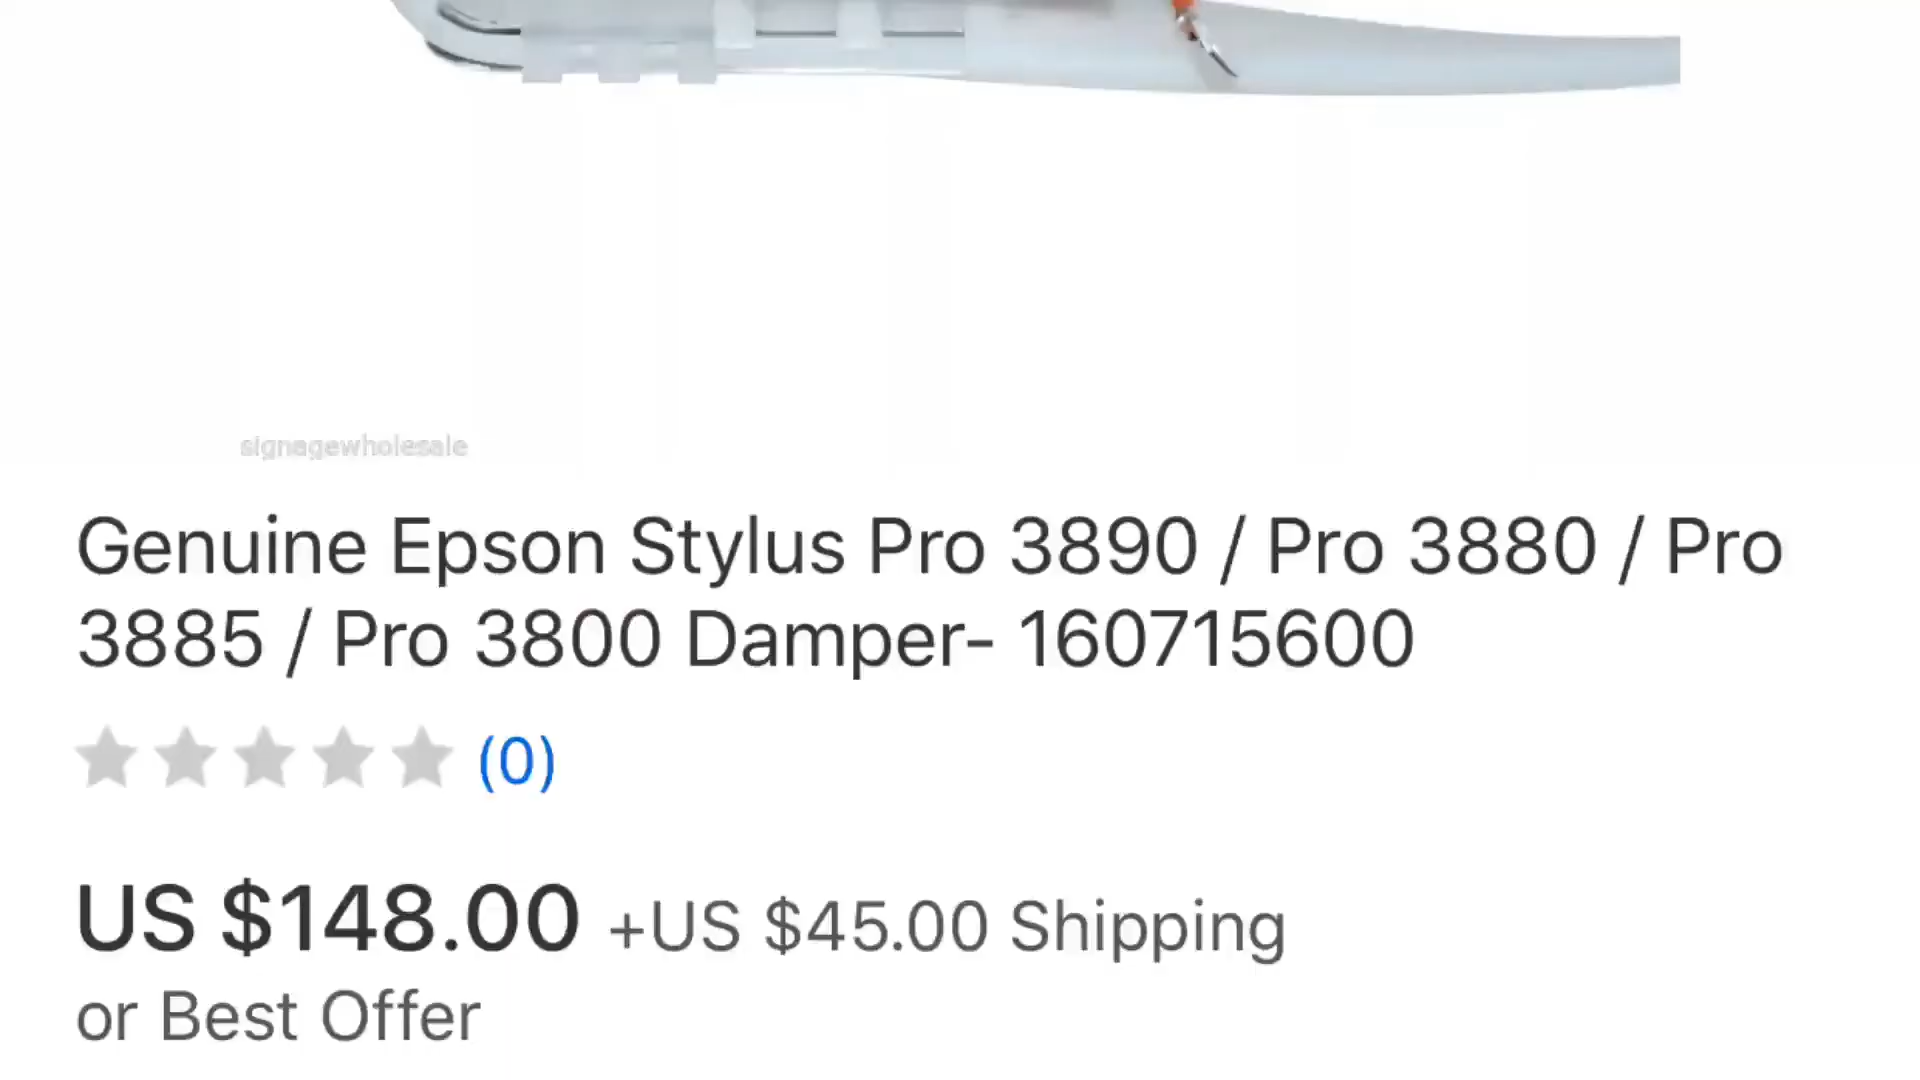 signagewholesale
Genuine Epson Stylus Pro 3890 / Pro 3880 / Pro
3885 / Pro 3800 Damper- 160715600
(0)
US $148.00 +US $45.00 Shipping
or Best Offer